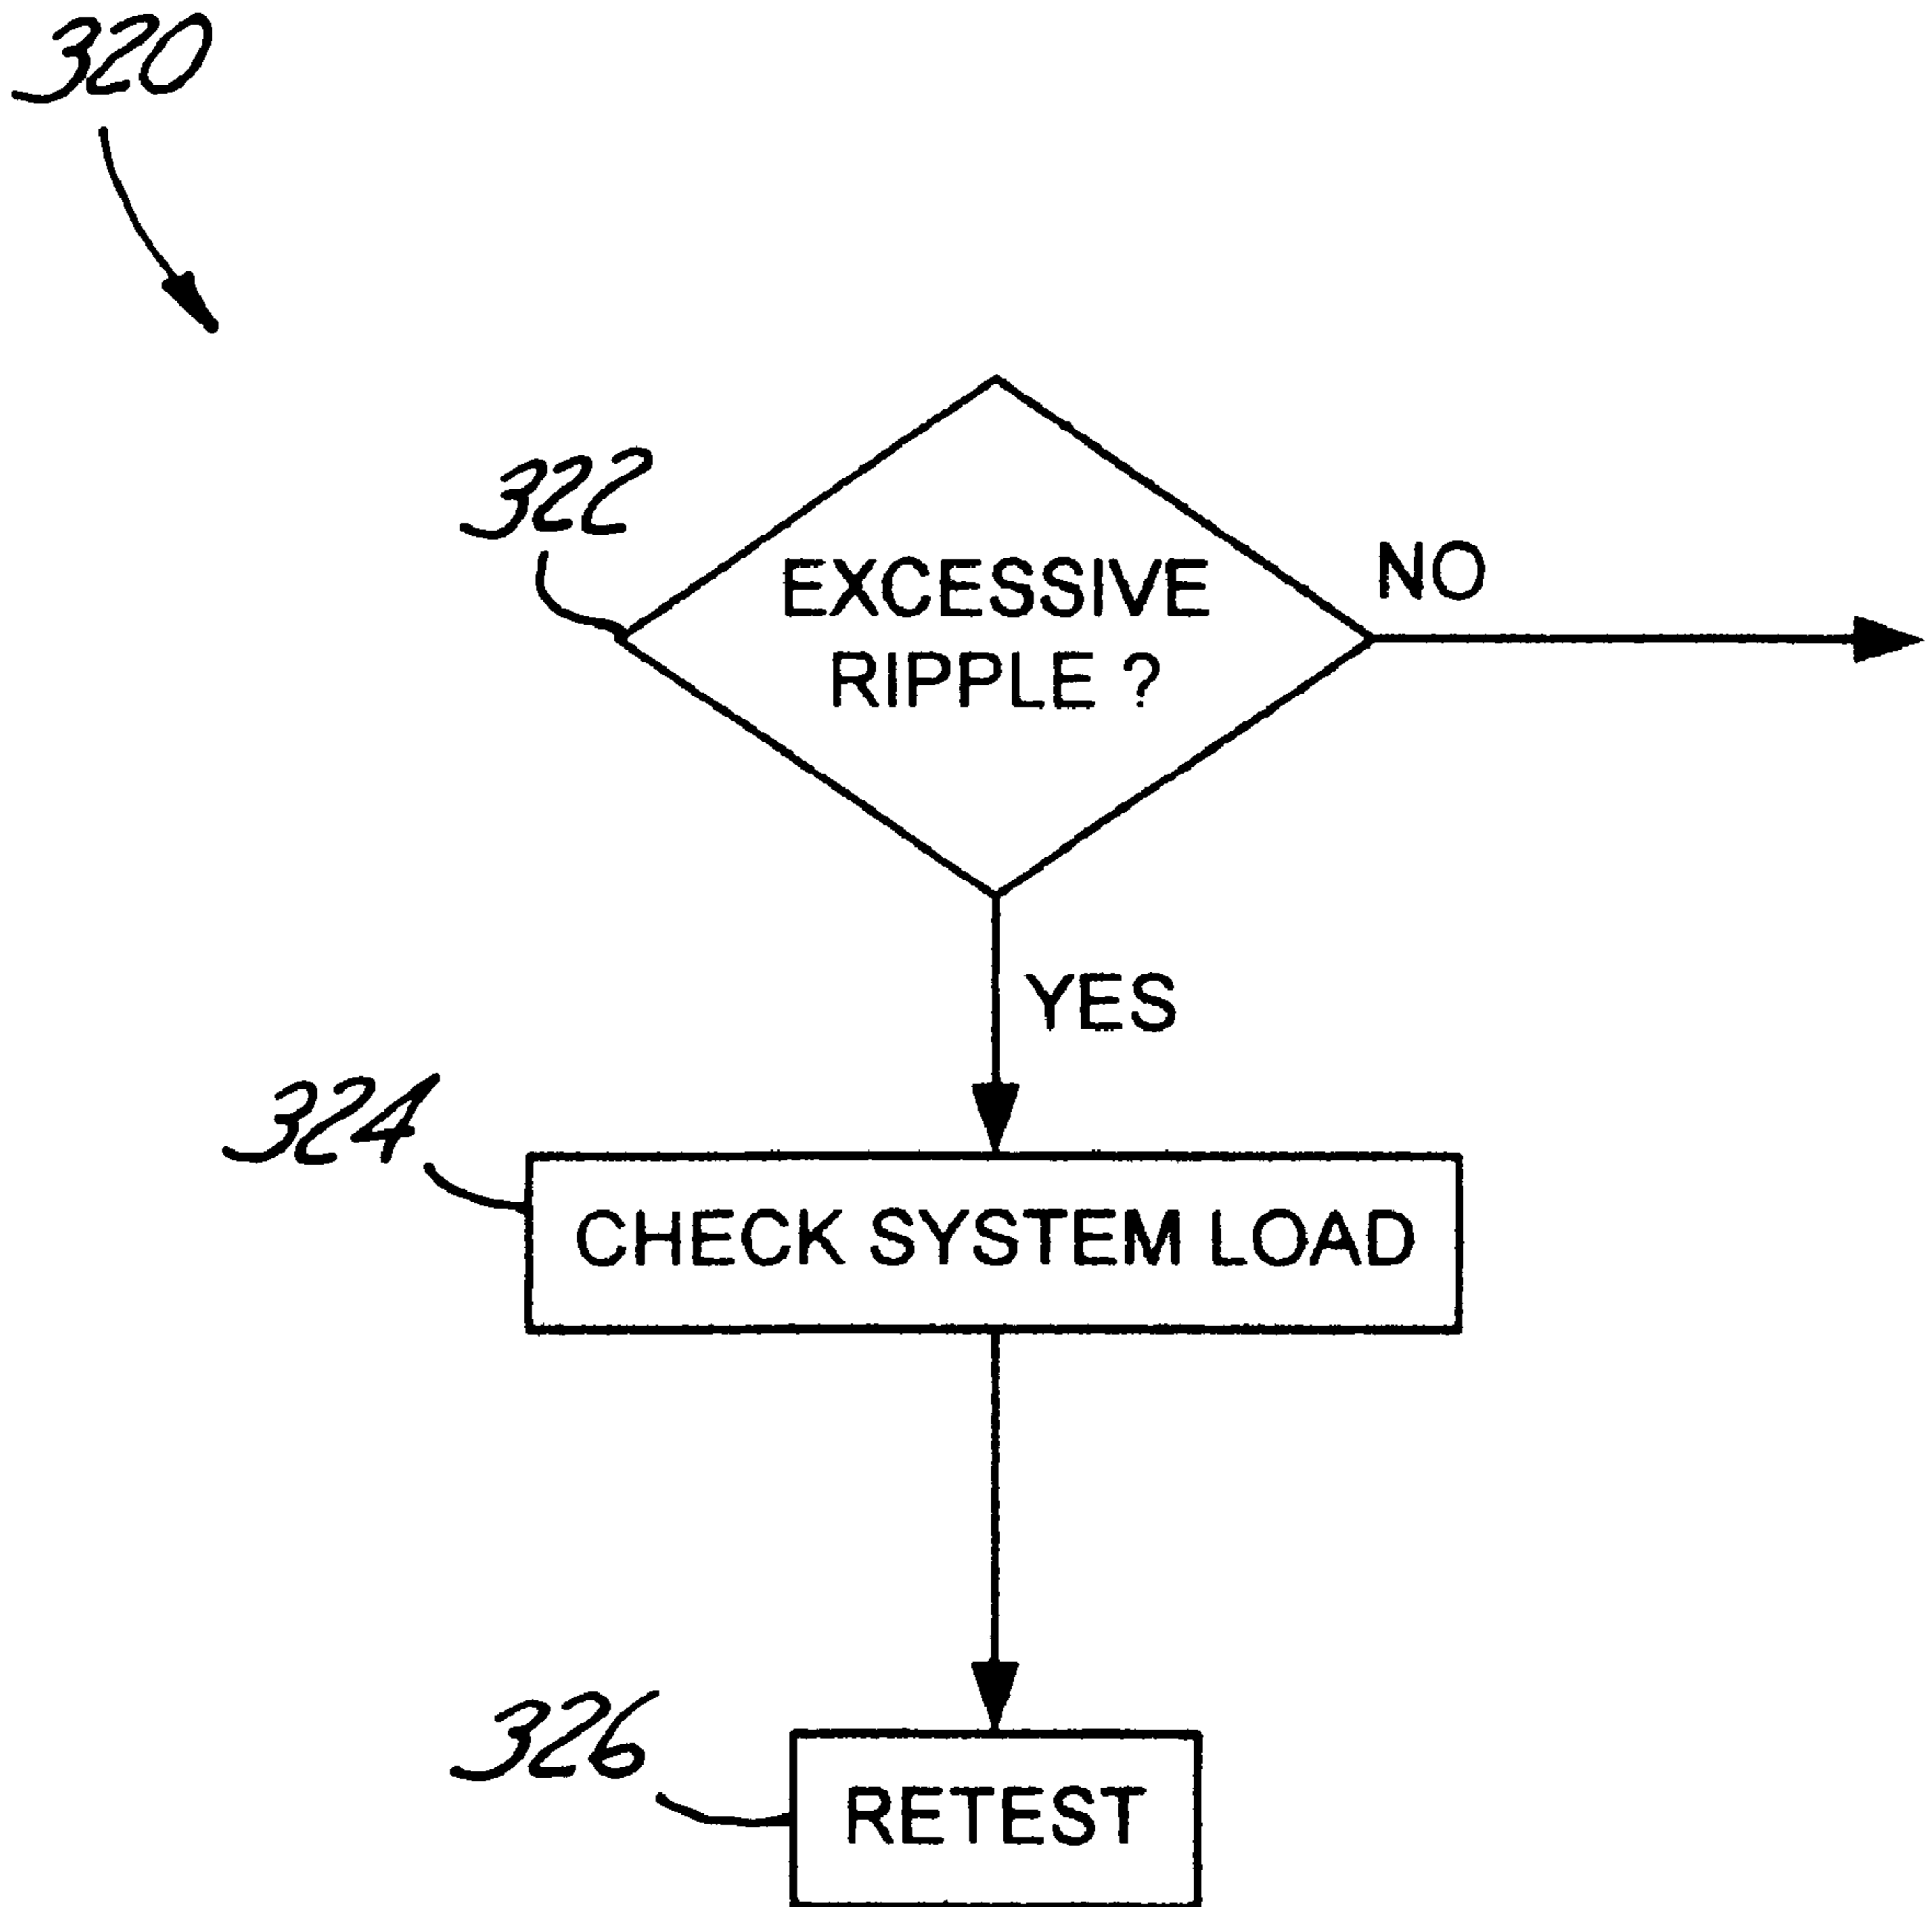 320
322
EXCESSIVE
RIPPLE ?
NO
YES
324
CHECK SYSTEM LOAD
326
RETEST